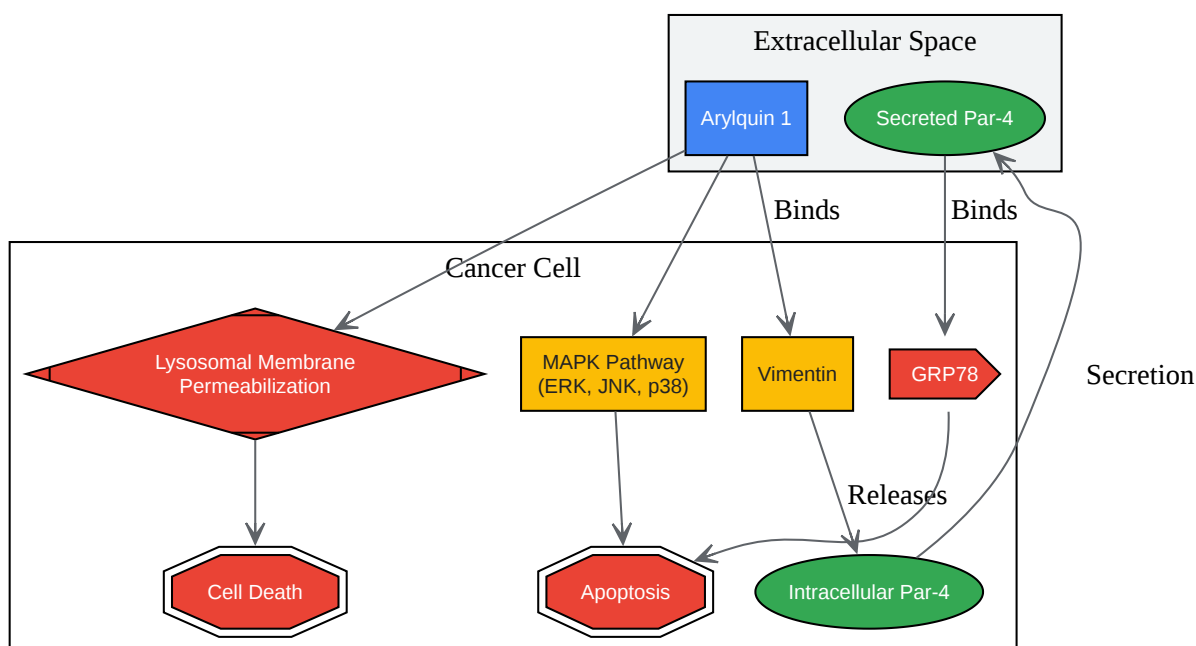 Extracellular Space
Arylquin 1
Secreted Par-4
Binds
Binds
Cancer Cell
Lysosomal Membrane
Permeabilization
MAPK Pathway
(ERK, JNK, p38)
Vimentin
GRP78
Secretion
Releases
Cell Death
Apoptosis
Intracellular Par-4